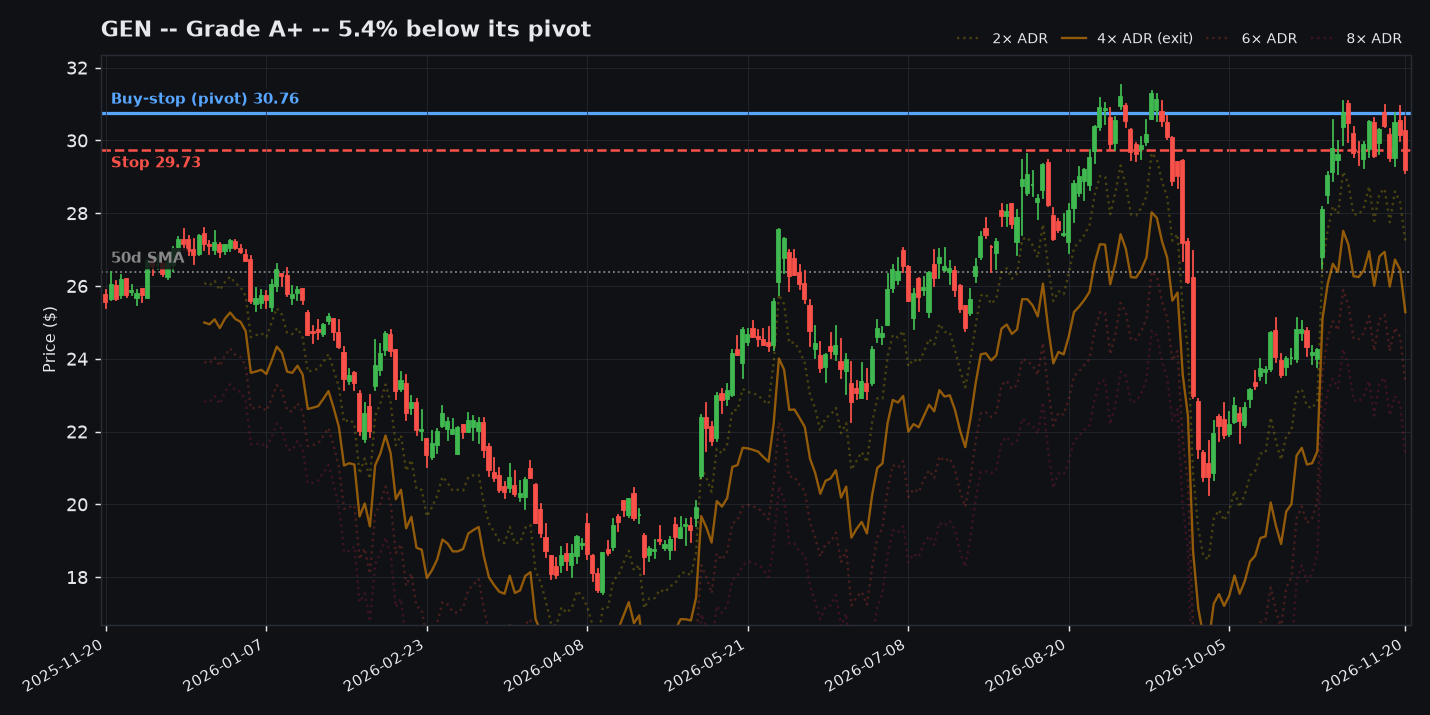 GEN -- Grade A+ -- 5.4% below its pivot
2× ADR
4× ADR (exit)
6× ADR
8× ADR
Price ($)
32
30
28
26
24
22
20
18
Buy-stop (pivot) 30.76
Stop 29.73
50d SMA
2025-11-20
2026-01-07
2026-02-23
2026-04-08
2026-05-21
2026-07-08
2026-08-20
2026-10-05
2026-11-20